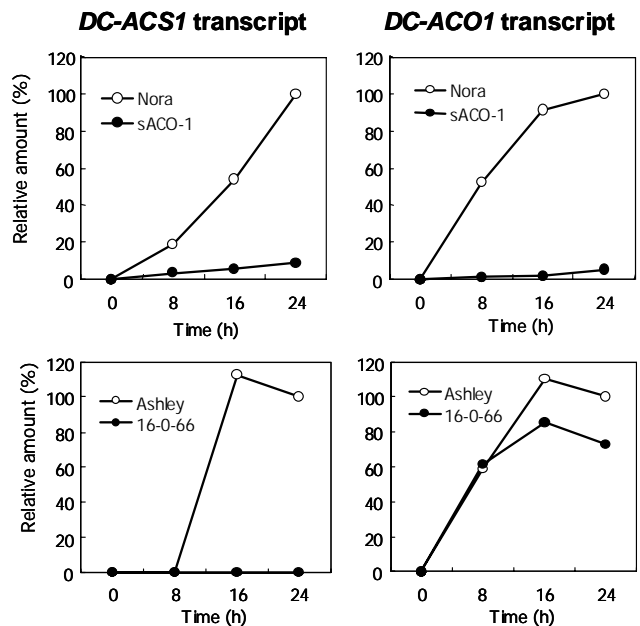 DC-ACS1 transcript
DC-ACO1 transcript
Relative amount (%)
120
100
80
60
40
20
0
Nora
sACO-1
0 8 16 24
Time (h)
120
100
80
60
40
20
0
Nora
sACO-1
0 8 16 24
Time (h)
Relative amount (%)
120
100
80
60
40
20
0
Ashley
16-0-66
0 8 16 24
Time (h)
120
100
80
60
40
20
0
Ashley
16-0-66
0 8 16 24
Time (h)